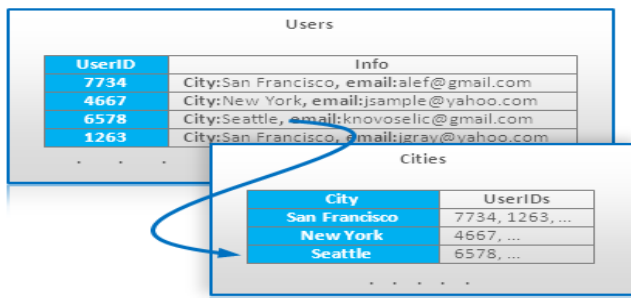 Users
UserID Info
7734 City:San Francisco, email:alef@gmail.com
4667 City:New York, email:jsample@yahoo.com
6578 City:Seattle, email:knovoselic@gmail.com
1263 City:San Francisco, email:jgray@yahoo.com
. . .
Cities
City UserIDs
San Francisco 7734, 1263, ...
New York 4667, ...
Seattle 6578, ...
. . . . .